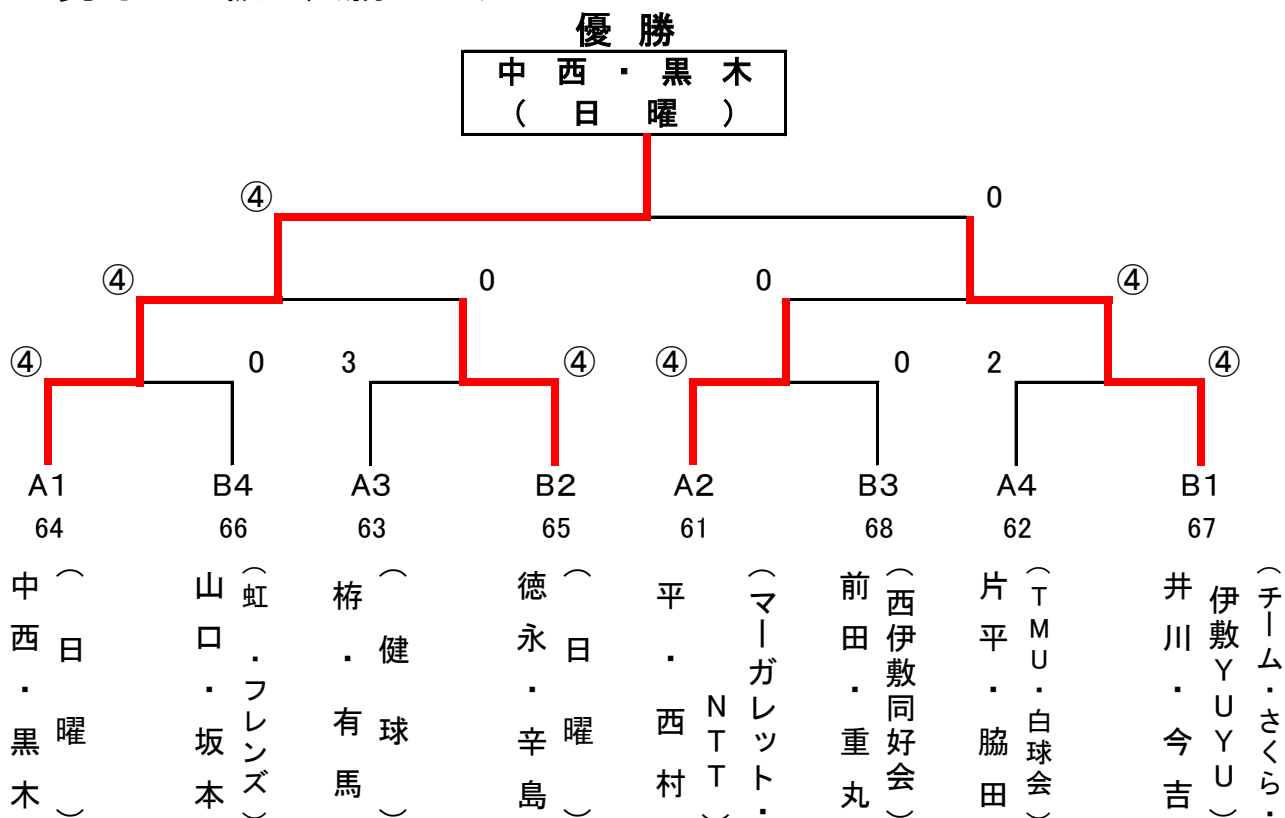 優 勝
中 西 ・ 黒 木
( 日 曜 )
④ 0
④ 0 0 ④
④ 0 3 ④ ④ 0 2 ④
A1 B4 A3 B2 A2 B3 A4 B1
64 66 63 65 61 68 62 67
中西・黒木
(日曜)
山口・坂本
(虹・フレンズ)
栫・有馬
(健球)
徳永・辛島
(日曜)
平・西村
(マーガレット・
NTT)
前田・重丸
(西伊敷同好会)
片平・脇田
(TMU・白球会)
井川・今吉
(チーム・さくら・
伊敷YUYU)